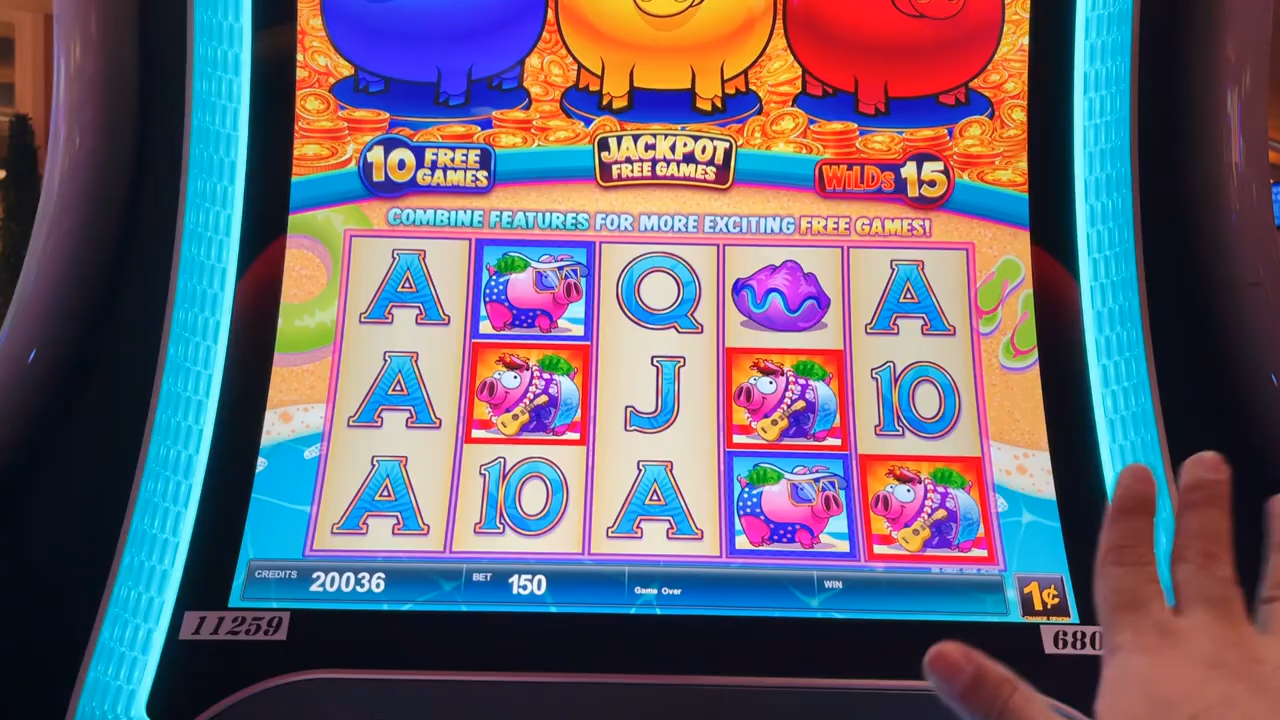 10 FREE GAMES
JACKPOT
FREE GAMES
WILDS 15
COMBINE FEATURES FOR MORE EXCITING FREE GAMES!
A Q A
A J 10
A 10 A
CREDITS 20036 BET 150 Game Over WIN
1¢
11259
680